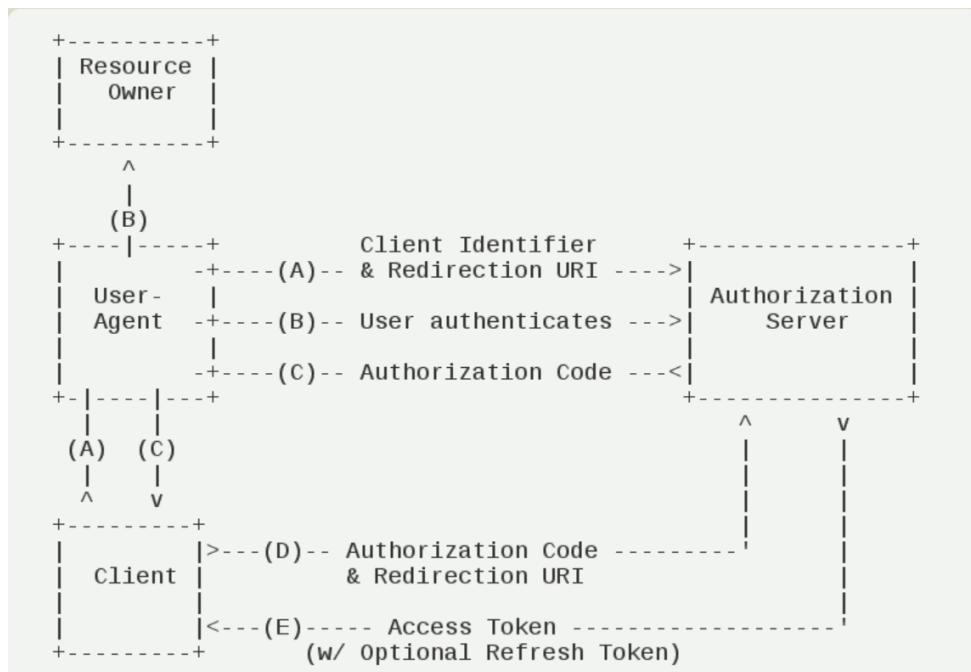 +----------+
| Resource |
|   Owner  |
|          |
+----------+
     ^
     |
    (B)
+----|-----+          Client Identifier      +---------------+
|         -+----(A)-- & Redirection URI ---->|               |
|  User-   |                                 | Authorization |
|  Agent  -+----(B)-- User authenticates --->|     Server    |
|          |                                 |               |
|         -+----(C)-- Authorization Code ---<|               |
+-|----|---+                                 +---------------+
  |    |                                         ^      v
 (A)  (C)                                        |      |
  |    |                                         |      |
  ^    v                                         |      |
+---------+                                      |      |
|         |>---(D)-- Authorization Code ---------'      |
|  Client |          & Redirection URI                  |
|         |                                             |
|         |<---(E)----- Access Token -------------------'
+---------+       (w/ Optional Refresh Token)